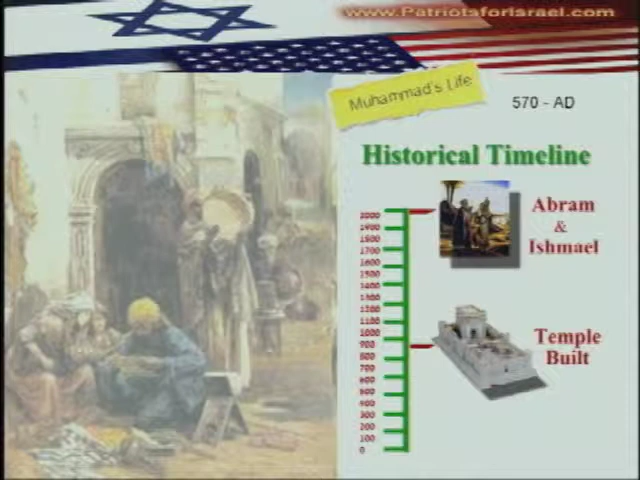 www.PatriotsforIsrael.com
Muhammad's Life
570 - AD
Historical Timeline
2000
1900
1800
1700
1600
1500
1400
1300
1200
1100
1000
900
800
700
600
500
400
300
200
100
0
Abram
&
Ishmael
Temple
Built